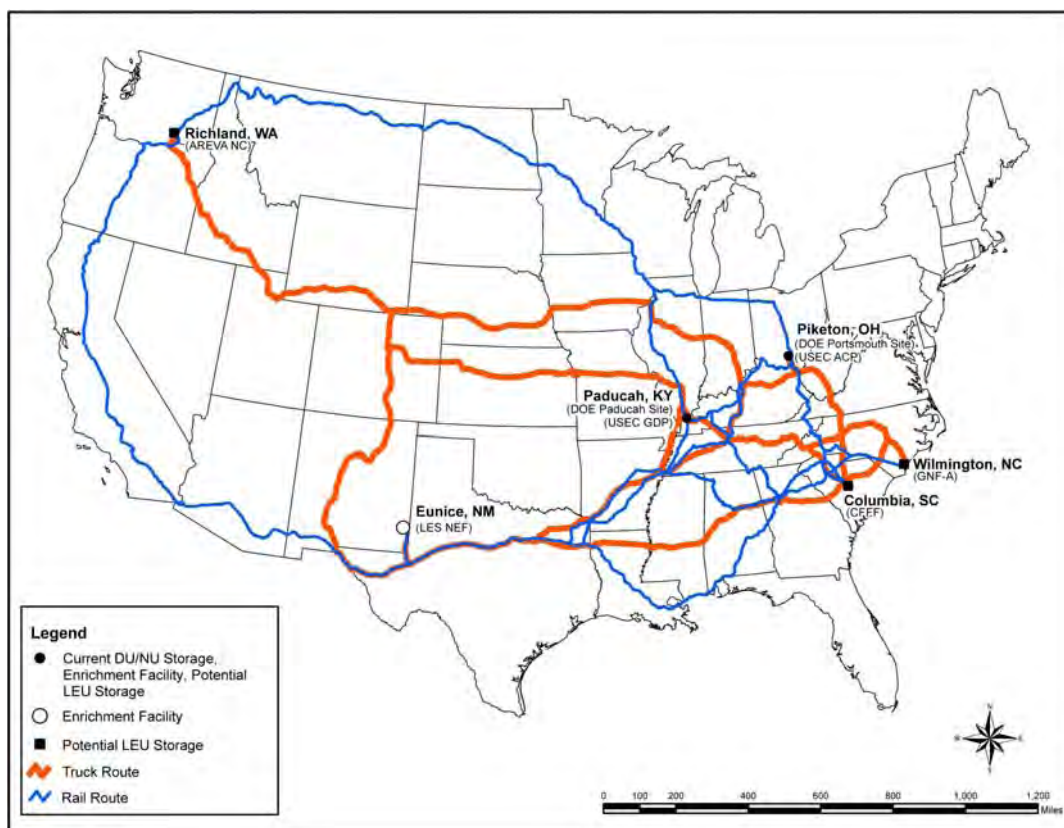 Richland, WA
(AREVA NC)
Piketon, OH
(DOE Portsmouth Site)
(USEC ACP)
Paducah, KY
(DOE Paducah Site)
(USEC GDP)
Wilmington, NC
(GNF-A)
Columbia, SC
(CFFF)
Eunice, NM
(LES NEF)
Legend
Current DU/NU Storage,
Enrichment Facility, Potential
LEU Storage
Enrichment Facility
Potential LEU Storage
Truck Route
Rail Route
N
E
S
W
0 100 200 400 600 800 1,000 1,200
Miles